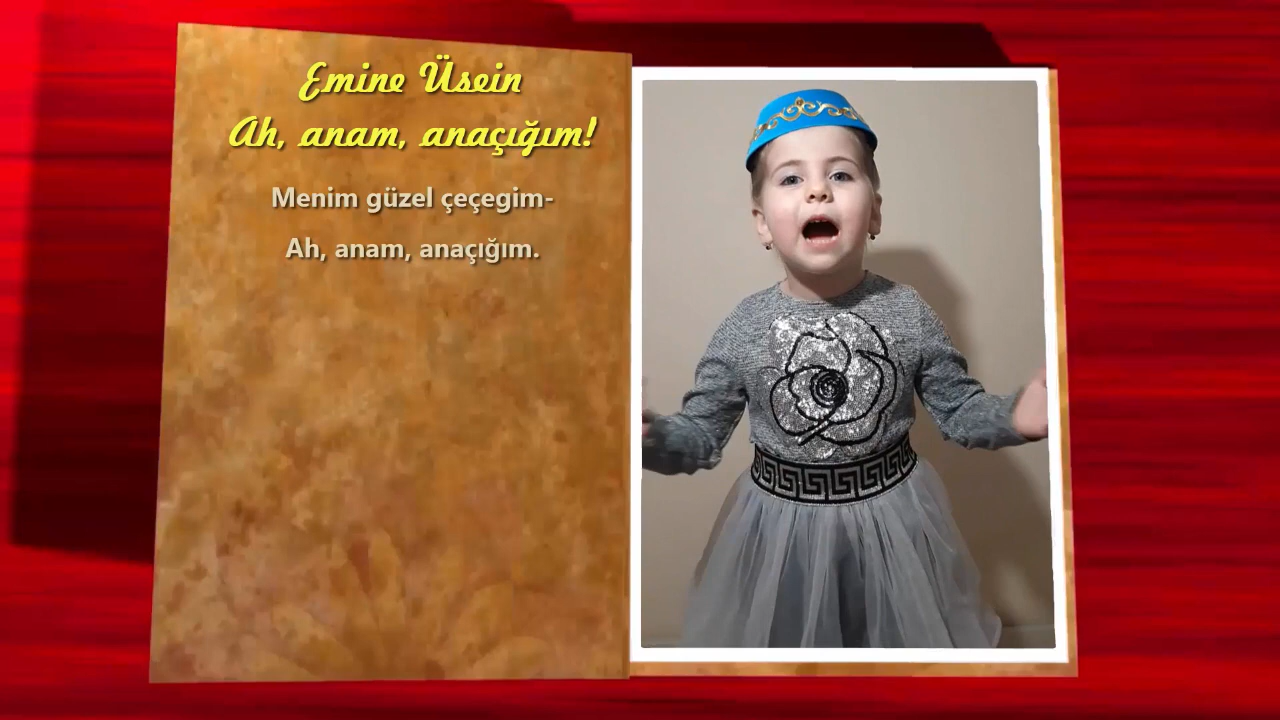 Emine Üsein
Ah, anam, anaçığım!
Menim güzel çeçegim-
Ah, anam, anaçığım.